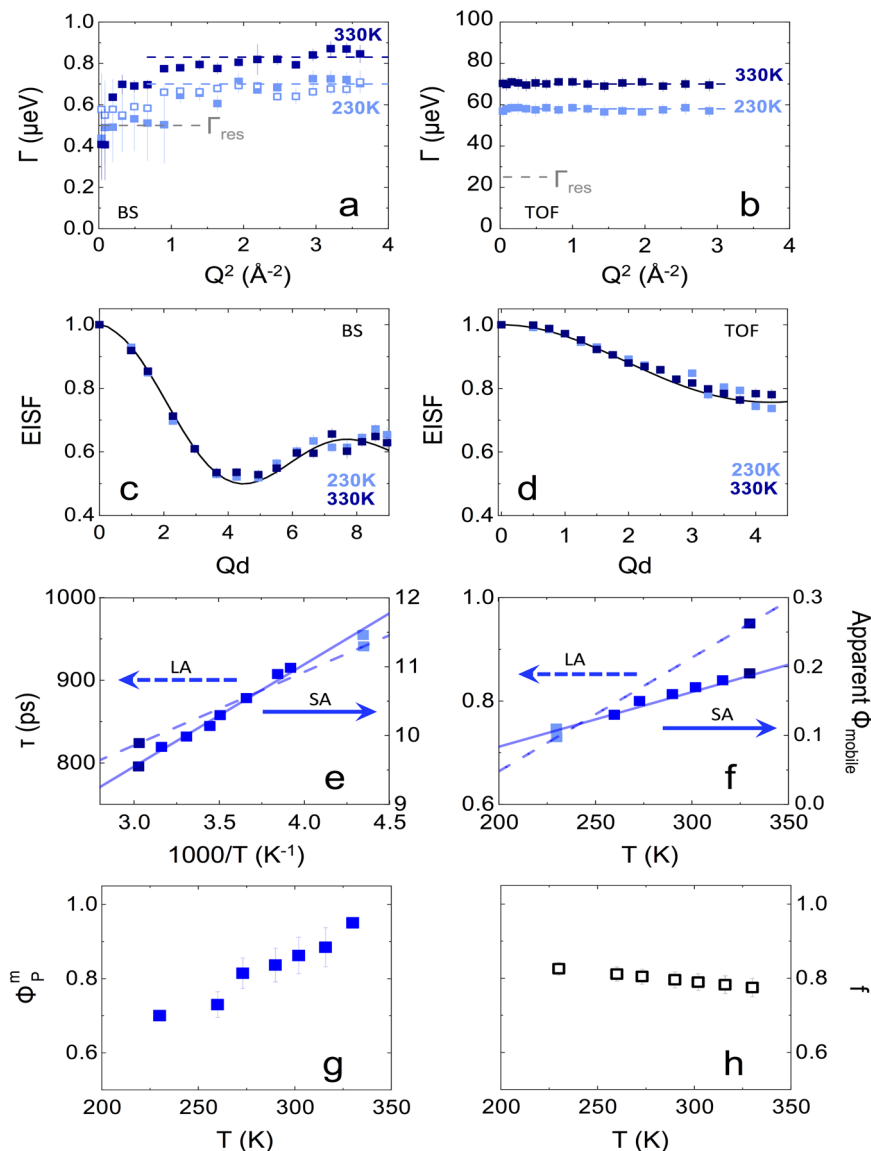 1.0
0.8
0.6
0.4
0.2
0.0
Γ (μeV)
330K
230K
Γres
BS
a
0 1 2 3 4
Q² (Å⁻²)
100
80
60
40
20
0
Γ (μeV)
330K
230K
Γres
TOF
b
0 1 2 3 4
Q² (Å⁻²)
1.0
0.8
0.6
0.4
EISF
BS
c
230K
330K
0 2 4 6 8
Qd
1.0
0.8
0.6
0.4
EISF
TOF
d
230K
330K
0 1 2 3 4
Qd
1000
900
800
τ (ps)
12
11
10
9
LA
SA
e
3.0 3.5 4.0 4.5
1000/T (K⁻¹)
1.0
0.8
0.6
0.3
0.2
0.1
0.0
Apparent Φmobile
LA
SA
f
200 250 300 350
T (K)
1.0
0.8
0.6
Φ_P^m
g
200 250 300 350
T (K)
1.0
0.8
0.6
f
h
200 250 300 350
T (K)